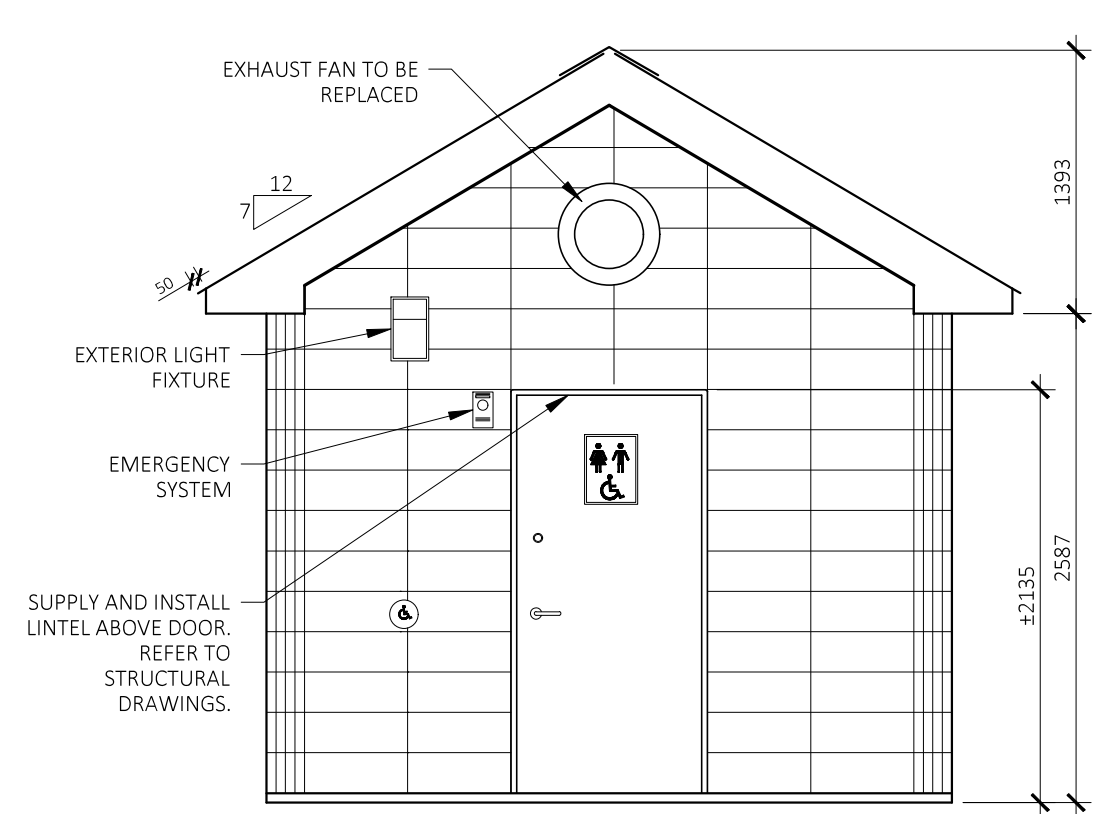 EXHAUST FAN TO BE
REPLACED
12
7
50
1393
EXTERIOR LIGHT
FIXTURE
EMERGENCY
SYSTEM
SUPPLY AND INSTALL
LINTEL ABOVE DOOR.
REFER TO
STRUCTURAL
DRAWINGS.
±2135
2587